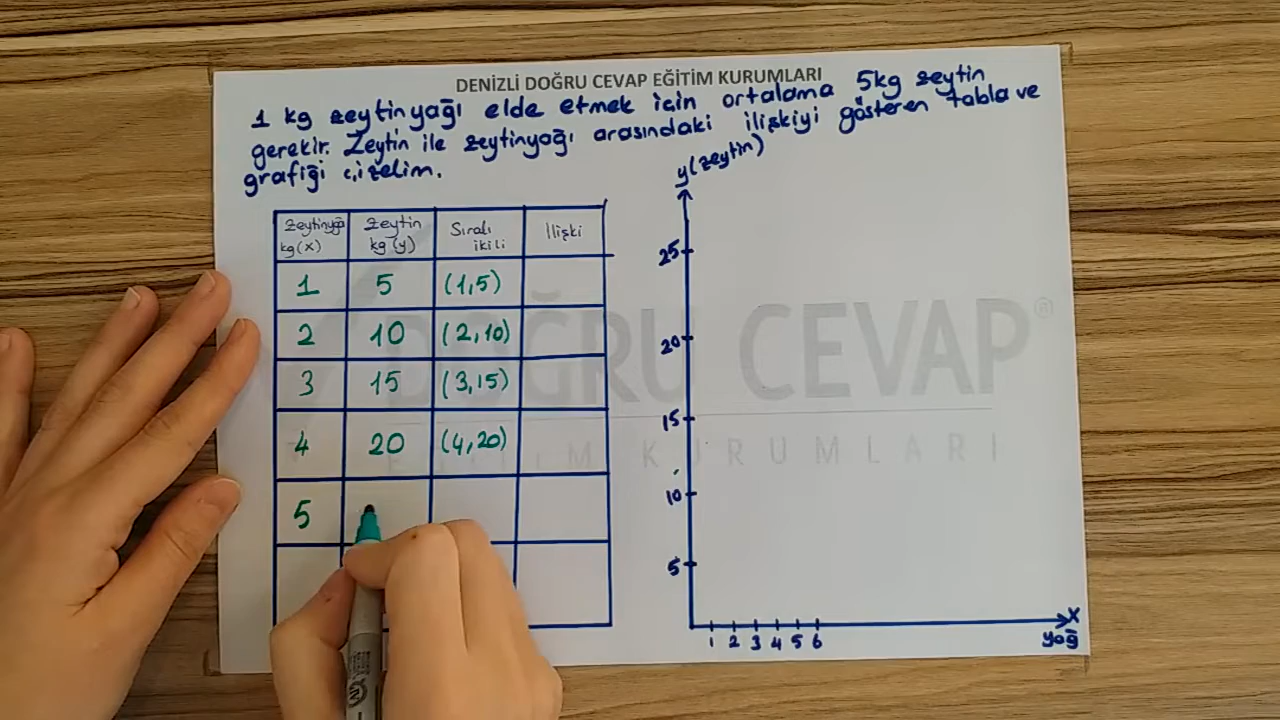 DENİZLİ DOĞRU CEVAP EĞİTİM KURUMLARI
1 kg zeytinyağı elde etmek için ortalama 5kg zeytin
gerekir. Zeytin ile zeytinyağı arasındaki ilişkiyi gösteren tabla ve
grafiği çizelim.
Zeytinyağı kg(x) Zeytin kg(y) Sıralı ikili İlişki
1 5 (1,5)
2 10 (2,10)
3 15 (3,15)
4 20 (4,20)
5
y(zeytin)
25
20
15
10
5
1 2 3 4 5 6
x
yağ
DOĞRU CEVAP®
EĞİTİM KURUMLARI